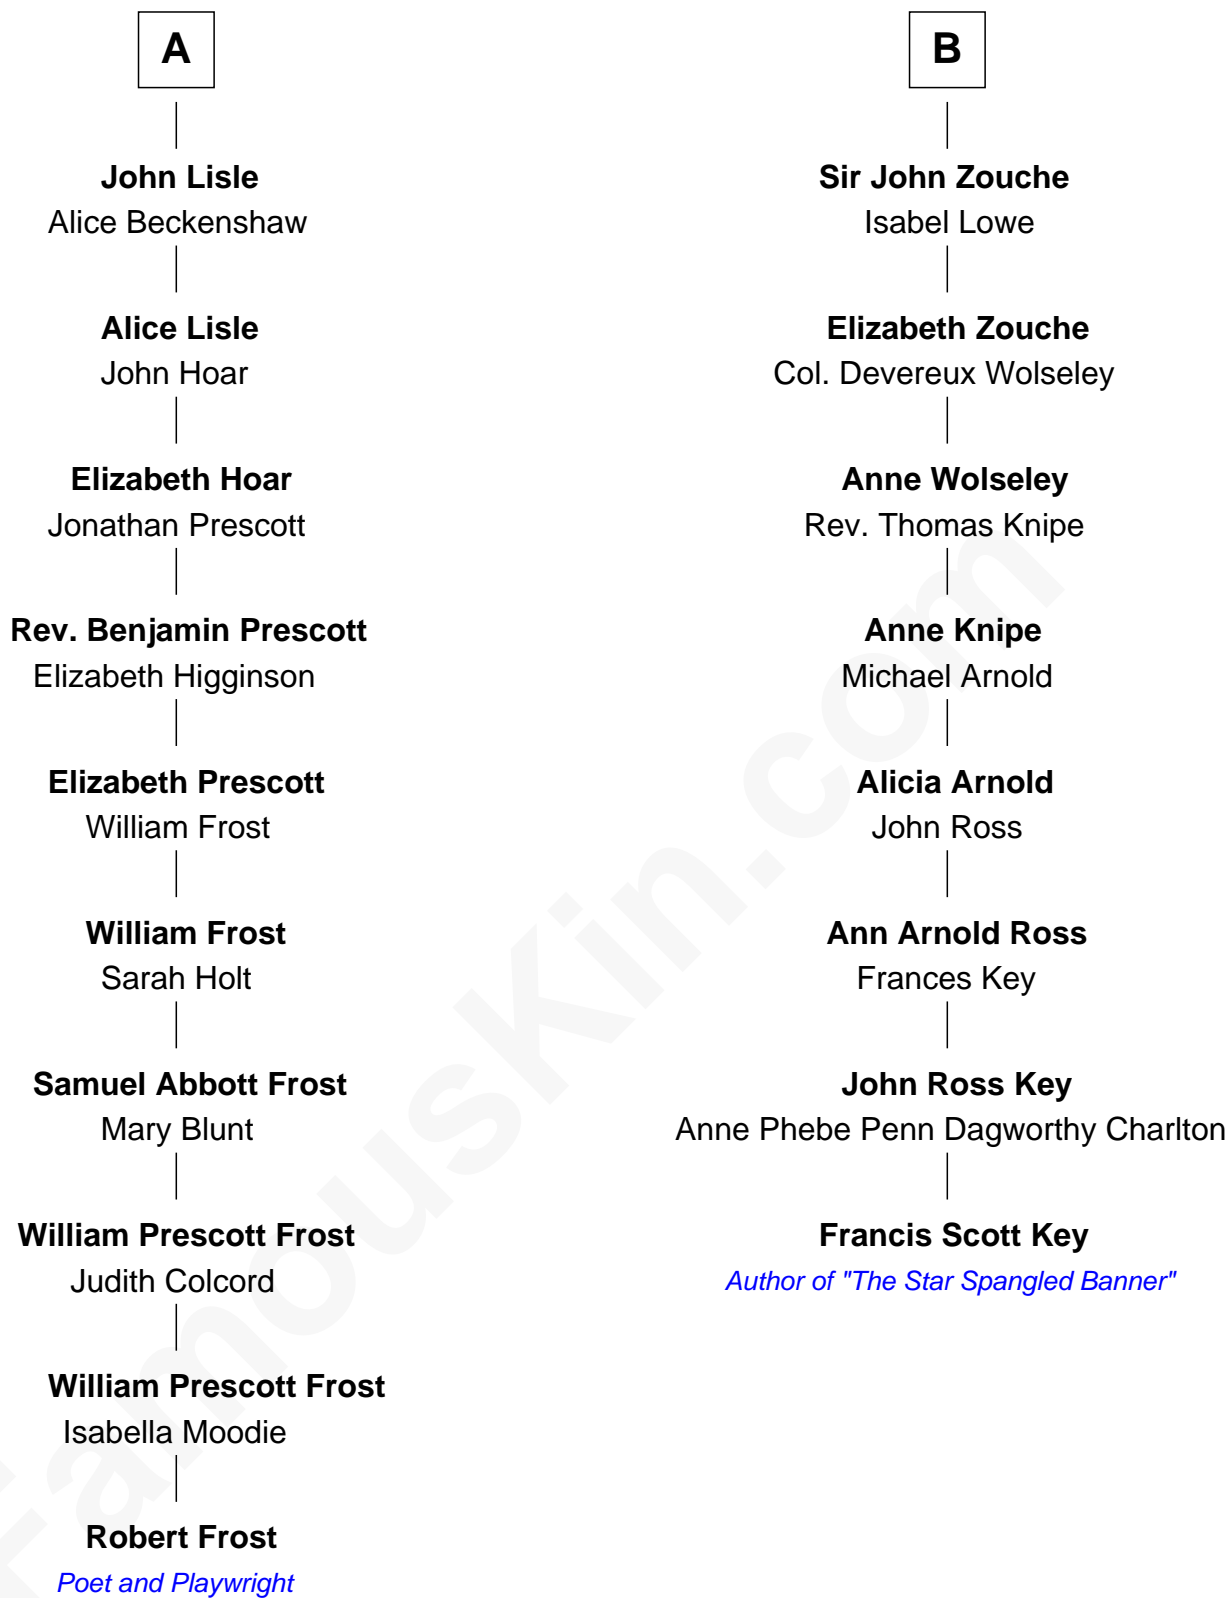 A
John Lisle
Alice Beckenshaw
Alice Lisle
John Hoar
Elizabeth Hoar
Jonathan Prescott
Rev. Benjamin Prescott
Elizabeth Higginson
Elizabeth Prescott
William Frost
William Frost
Sarah Holt
Samuel Abbott Frost
Mary Blunt
William Prescott Frost
Judith Colcord
William Prescott Frost
Isabella Moodie
Robert Frost
Poet and Playwright
B
Sir John Zouche
Isabel Lowe
Elizabeth Zouche
Col. Devereux Wolseley
Anne Wolseley
Rev. Thomas Knipe
Anne Knipe
Michael Arnold
Alicia Arnold
John Ross
Ann Arnold Ross
Frances Key
John Ross Key
Anne Phebe Penn Dagworthy Charlton
Francis Scott Key
Author of "The Star Spangled Banner"
FamousKin.com